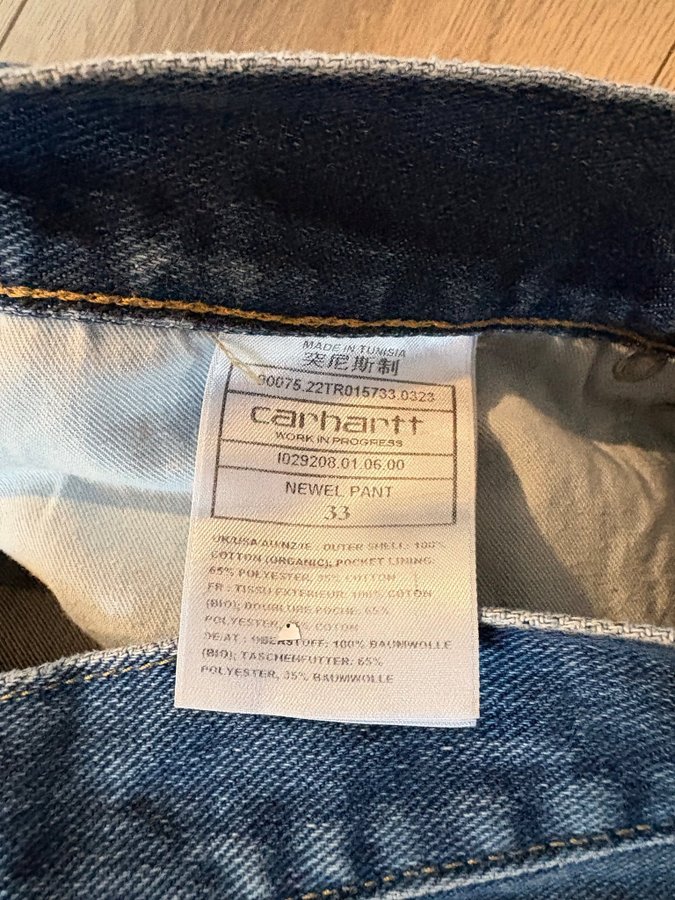 MADE IN TUNISIA
突尼斯制
90075.22TR015733.0323
carhartt
WORK IN PROGRESS
I029208.01.06.00
NEWEL PANT
33
UK/USA/AU/NZ/IE : OUTER SHELL: 100%
COTTON (ORGANIC); POCKET LINING:
65% POLYESTER, 35% COTTON
FR : TISSU EXTERIEUR: 100% COTON
(BIO); DOUBLURE POCHE: 65%
POLYESTER, COTON
DE/AT : OBERSTOFF: 100% BAUMWOLLE
(BIO); TASCHENFUTTER: 65%
POLYESTER, 35% BAUMWOLLE